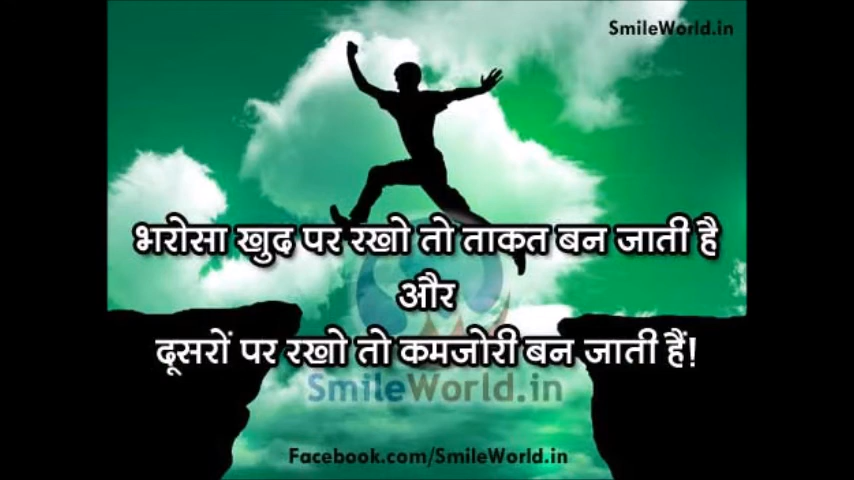 SmileWorld.in
भरोसा खुद पर रखो तो ताकत बन जाती है
और
दूसरों पर रखो तो कमजोरी बन जाती हैं!
SmileWorld.in
Facebook.com/SmileWorld.in